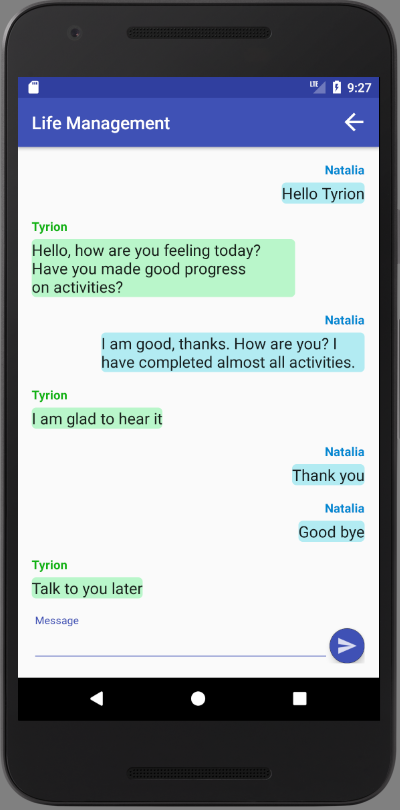 LTE 9:27
Life Management
Natalia
Hello Tyrion
Tyrion
Hello, how are you feeling today?
Have you made good progress
on activities?
Natalia
I am good, thanks. How are you? I
have completed almost all activities.
Tyrion
I am glad to hear it
Natalia
Thank you
Natalia
Good bye
Tyrion
Talk to you later
Message